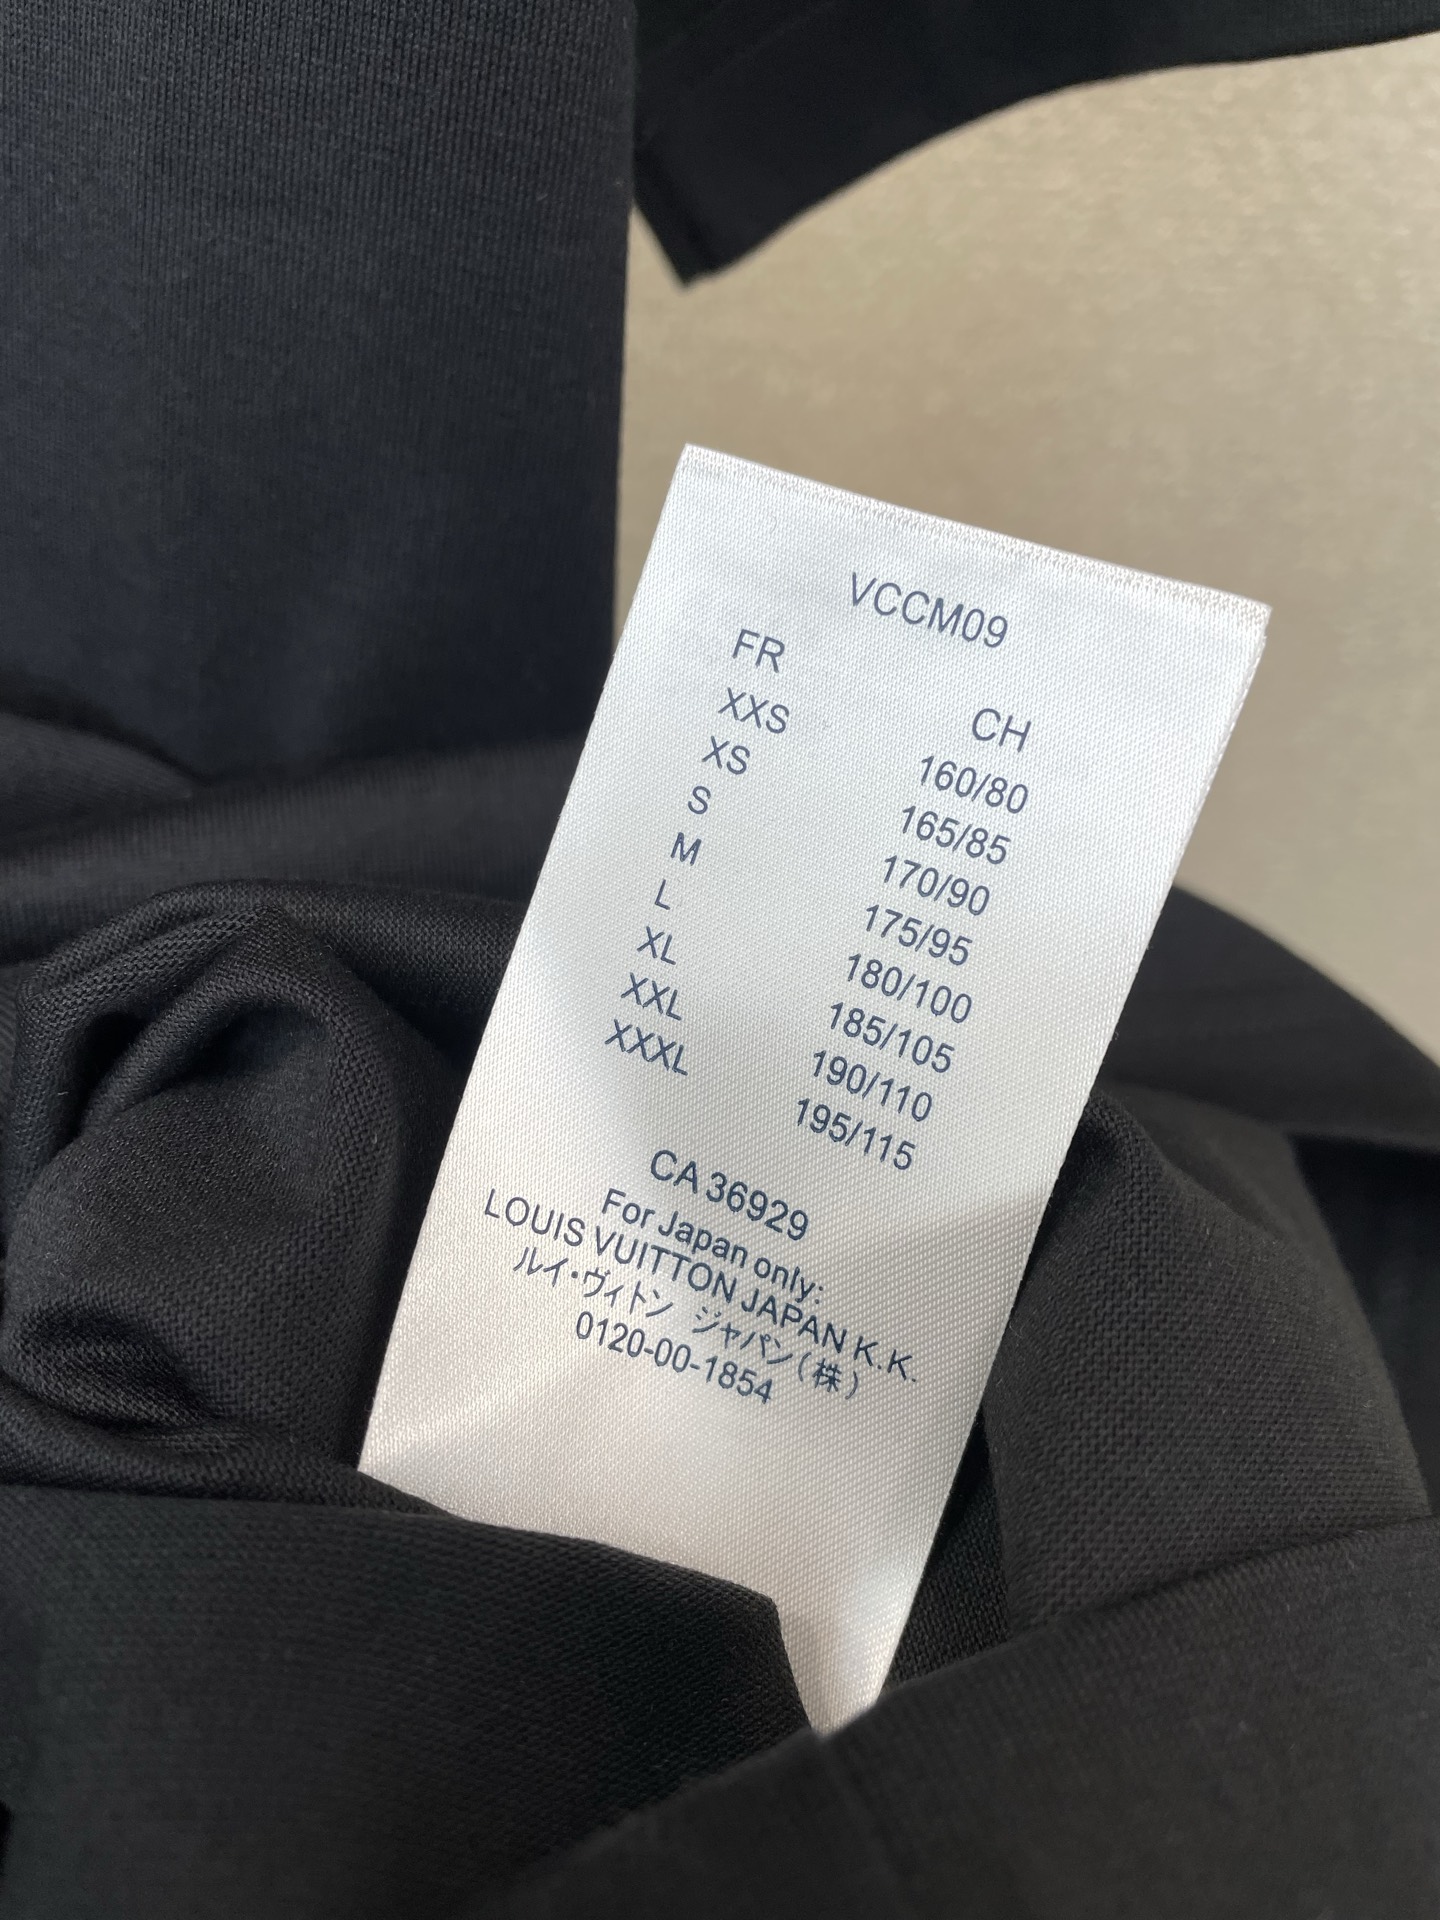 VCCM09
FR CH
XXS 160/80
XS 165/85
S 170/90
M 175/95
L 180/100
XL 185/105
XXL 190/110
XXXL 195/115
CA 36929
For Japan only:
LOUIS VUITTON JAPAN K.K.
ルイ・ヴィトン ジャパン(株)
0120-00-1854